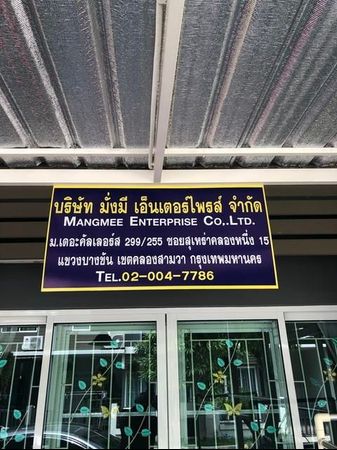 บริษัท มั่งมี เอ็นเตอร์ไพรส์ จำกัด
MANGMEE ENTERPRISE CO.,LTD.
ม.เดอะคัลเลอร์ส 299/255 ซอยสุเหร่าคลองหนึ่ง 15
แขวงบางชัน เขตคลองสามวา กรุงเทพมหานคร
TEL.02-004-7786